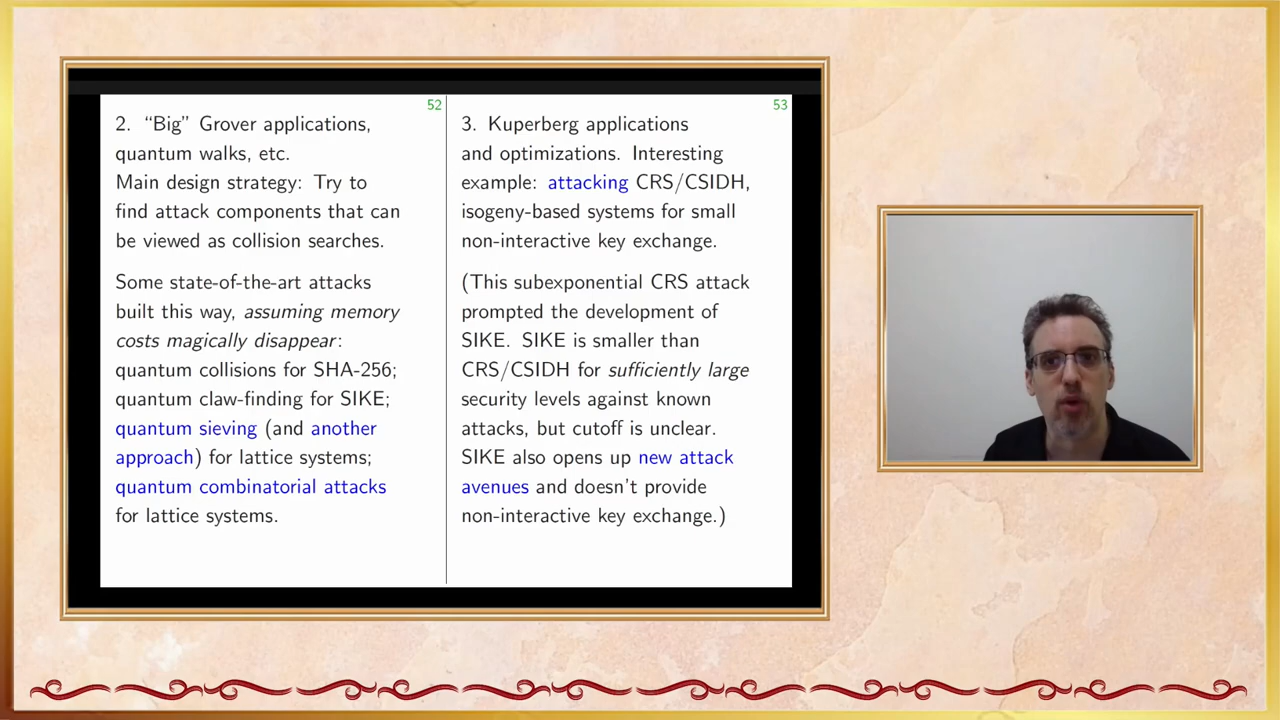 52
2. “Big” Grover applications,
quantum walks, etc.
Main design strategy: Try to
find attack components that can
be viewed as collision searches.
Some state-of-the-art attacks
built this way, assuming memory
costs magically disappear:
quantum collisions for SHA-256;
quantum claw-finding for SIKE;
quantum sieving (and another
approach) for lattice systems;
quantum combinatorial attacks
for lattice systems.
53
3. Kuperberg applications
and optimizations. Interesting
example: attacking CRS/CSIDH,
isogeny-based systems for small
non-interactive key exchange.
(This subexponential CRS attack
prompted the development of
SIKE. SIKE is smaller than
CRS/CSIDH for sufficiently large
security levels against known
attacks, but cutoff is unclear.
SIKE also opens up new attack
avenues and doesn’t provide
non-interactive key exchange.)